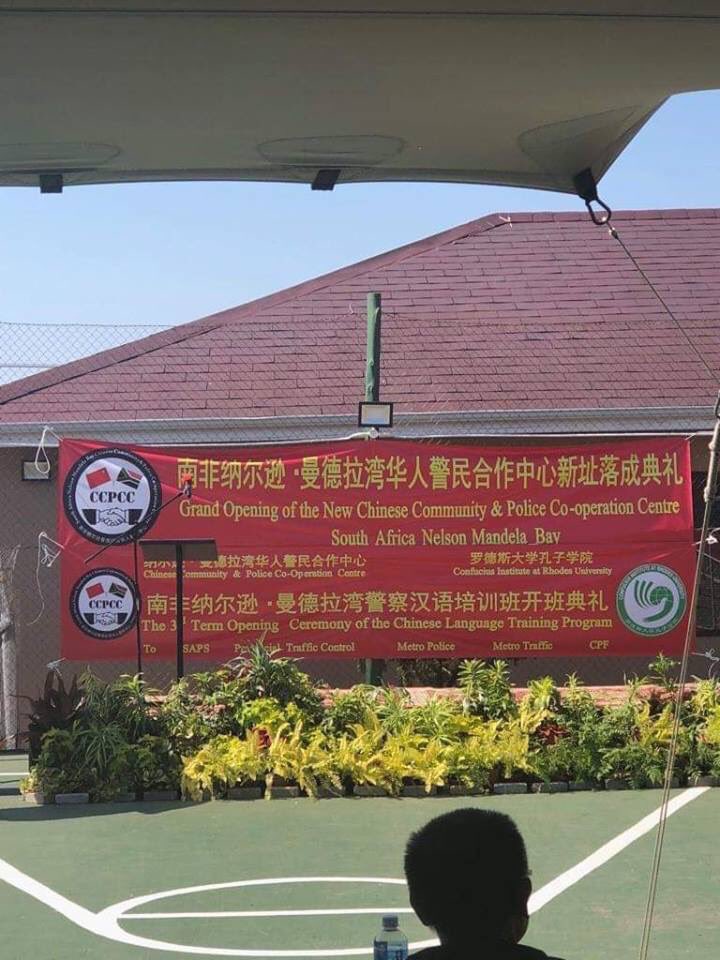 南非纳尔逊·曼德拉湾华人警民合作中心新址落成典礼
Grand Opening of the New Chinese Community & Police Co-operation Centre
South Africa Nelson Mandela Bay
CCPCC
纳尔逊·曼德拉湾华人警民合作中心
Chinese Community & Police Co-Operation Centre
罗德斯大学孔子学院
Confucius Institute at Rhodes University
CCPCC
南非纳尔逊·曼德拉湾警察汉语培训班开班典礼
The 3rd Term Opening Ceremony of the Chinese Language Training Program
To SAPS Traffic Control Metro Police Metro Traffic CPF